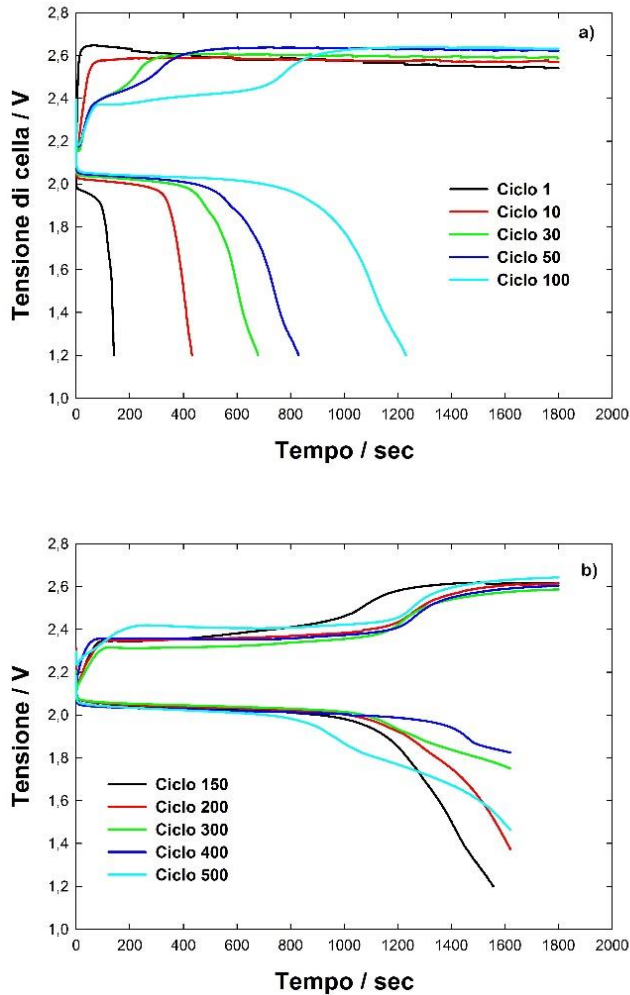 2,8
a)
2,6
2,4
2,2
2,0
1,8
1,6
1,4
1,2
1,0
Tensione di cella / V
Ciclo 1
Ciclo 10
Ciclo 30
Ciclo 50
Ciclo 100
0 200 400 600 800 1000 1200 1400 1600 1800 2000
Tempo / sec
2,8
b)
2,6
2,4
2,2
2,0
1,8
1,6
1,4
1,2
1,0
Tensione / V
Ciclo 150
Ciclo 200
Ciclo 300
Ciclo 400
Ciclo 500
0 200 400 600 800 1000 1200 1400 1600 1800 2000
Tempo / sec